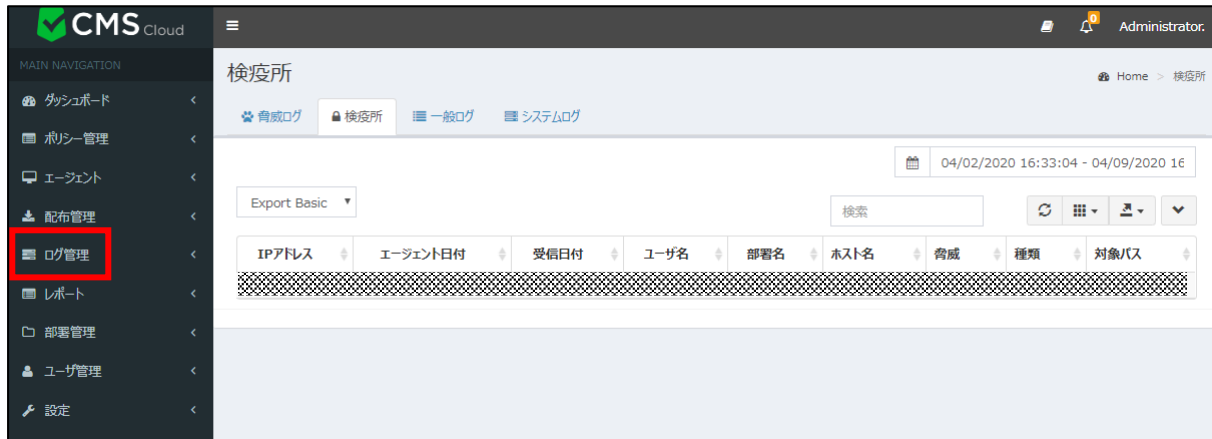 CMS Cloud
0
Administrator.
MAIN NAVIGATION
ダッシュボード
ポリシー管理
エージェント
配布管理
ログ管理
レポート
部署管理
ユーザ管理
設定
検疫所
Home > 検疫所
脅威ログ
検疫所
一般ログ
システムログ
04/02/2020 16:33:04 - 04/09/2020 16
Export Basic
検索
IPアドレス エージェント日付 受信日付 ユーザ名 部署名 ホスト名 脅威 種類 対象パス